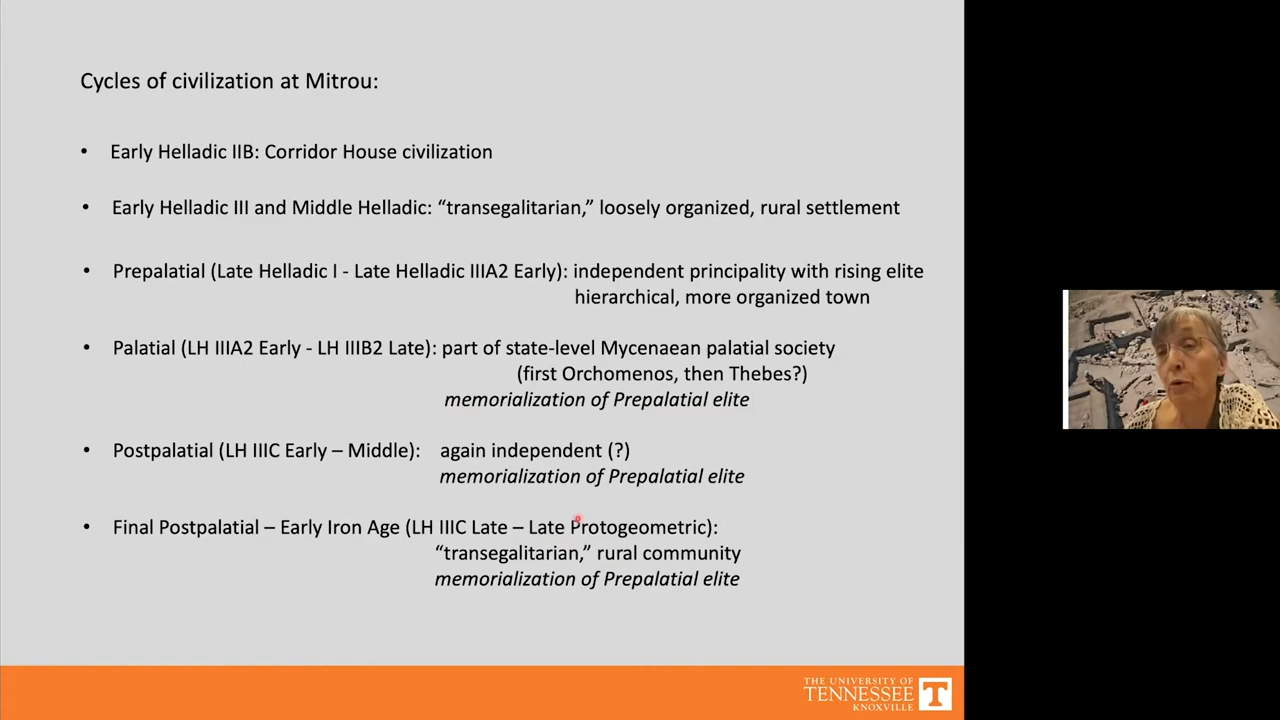 Cycles of civilization at Mitrou:
• Early Helladic IIB: Corridor House civilization
• Early Helladic III and Middle Helladic: “transegalitarian,” loosely organized, rural settlement
• Prepalatial (Late Helladic I - Late Helladic IIIA2 Early): independent principality with rising elite
hierarchical, more organized town
• Palatial (LH IIIA2 Early - LH IIIB2 Late): part of state-level Mycenaean palatial society
(first Orchomenos, then Thebes?)
memorialization of Prepalatial elite
• Postpalatial (LH IIIC Early – Middle): again independent (?)
memorialization of Prepalatial elite
• Final Postpalatial – Early Iron Age (LH IIIC Late – Late Protogeometric):
“transegalitarian,” rural community
memorialization of Prepalatial elite
THE UNIVERSITY OF
TENNESSEE
KNOXVILLE
T